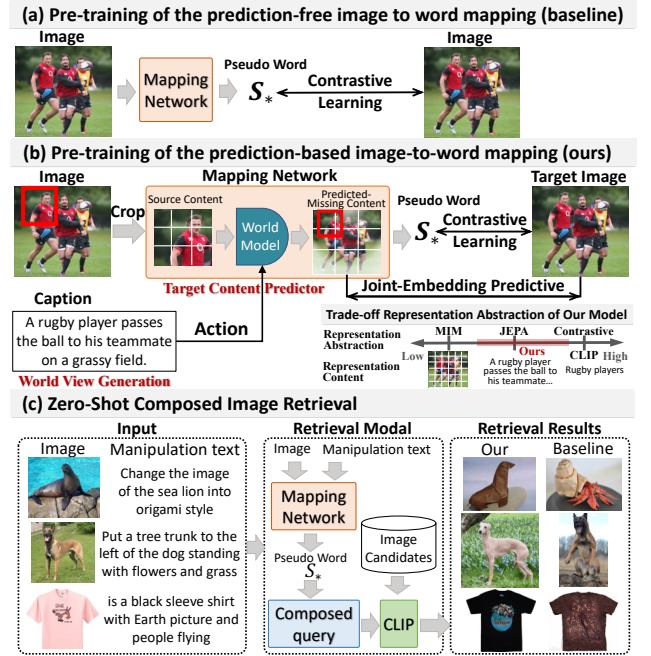 (a) Pre-training of the prediction-free image to word mapping (baseline)
Image
Image
Mapping
Network
Pseudo Word
S*
Contrastive
Learning
(b) Pre-training of the prediction-based image-to-word mapping (ours)
Image
Mapping Network
Target Image
Crop
Source Content
World
Model
Predicted-
Missing Content
Pseudo Word
S*
Contrastive
Learning
Target Content Predictor
Joint-Embedding Predictive
Caption
A rugby player passes
the ball to his teammate
on a grassy field.
Action
World View Generation
Trade-off Representation Abstraction of Our Model
Representation
Abstraction
MIM
JEPA
Contrastive
Low
Ours
CLIP
High
Representation
Content
A rugby player
passes the ball to
his teammate...
Rugby players
(c) Zero-Shot Composed Image Retrieval
Input
Retrieval Modal
Retrieval Results
Image
Manipulation text
Change the image
of the sea lion into
origami style
Put a tree trunk to the
left of the dog standing
with flowers and grass
is a black sleeve shirt
with Earth picture and
people flying
Image
Manipulation text
Mapping
Network
Pseudo Word
S*
Image
Candidates
Composed
query
CLIP
Our
Baseline